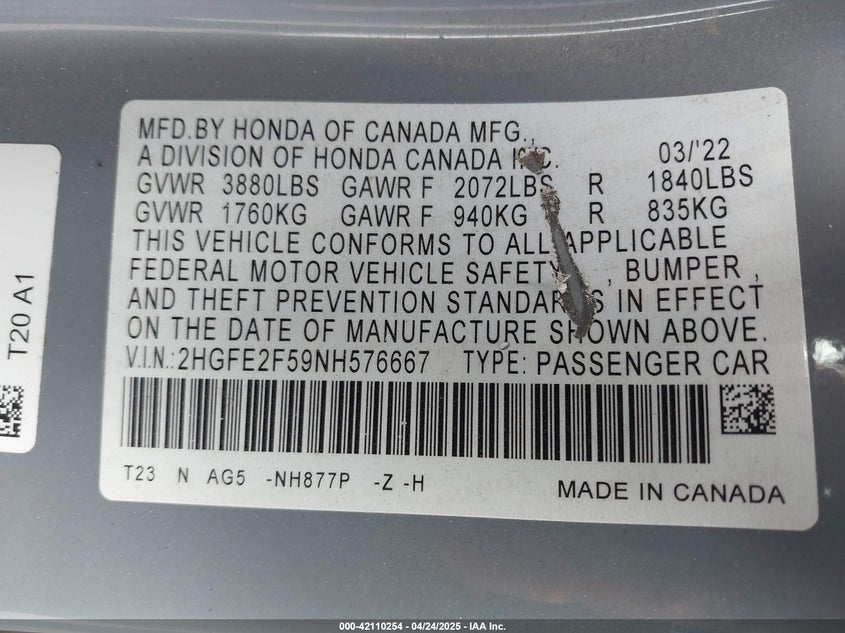 MFD.BY HONDA OF CANADA MFG.,
A DIVISION OF HONDA CANADA INC. 03/'22
GVWR 3880LBS GAWR F 2072LBS R 1840LBS
GVWR 1760KG GAWR F 940KG R 835KG
THIS VEHICLE CONFORMS TO ALL APPLICABLE
FEDERAL MOTOR VEHICLE SAFETY, BUMPER,
AND THEFT PREVENTION STANDARDS IN EFFECT
ON THE DATE OF MANUFACTURE SHOWN ABOVE.
V.I.N.:2HGFE2F59NH576667 TYPE: PASSENGER CAR
T23 N AG5 -NH877P -Z -H
MADE IN CANADA
T20 A1
000-42110254 - 04/24/2025 - IAA Inc.